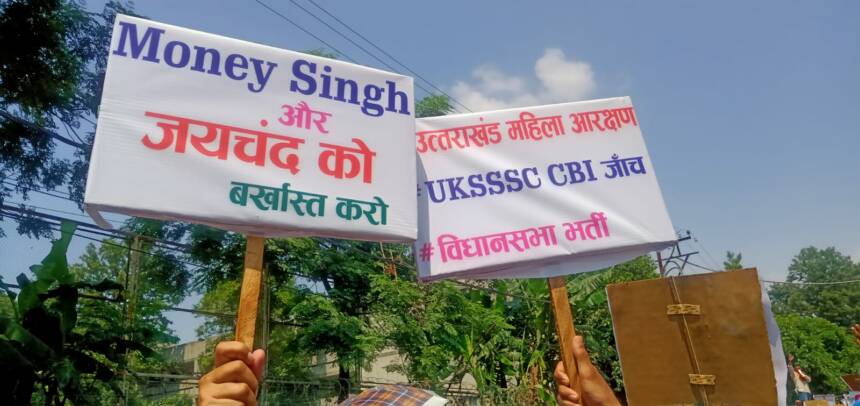 Money Singh
और
जयचंद को
बर्खास्त करो
उत्तराखंड महिला आरक्षण
#UKSSSC CBI जाँच
#विधानसभा भर्ती